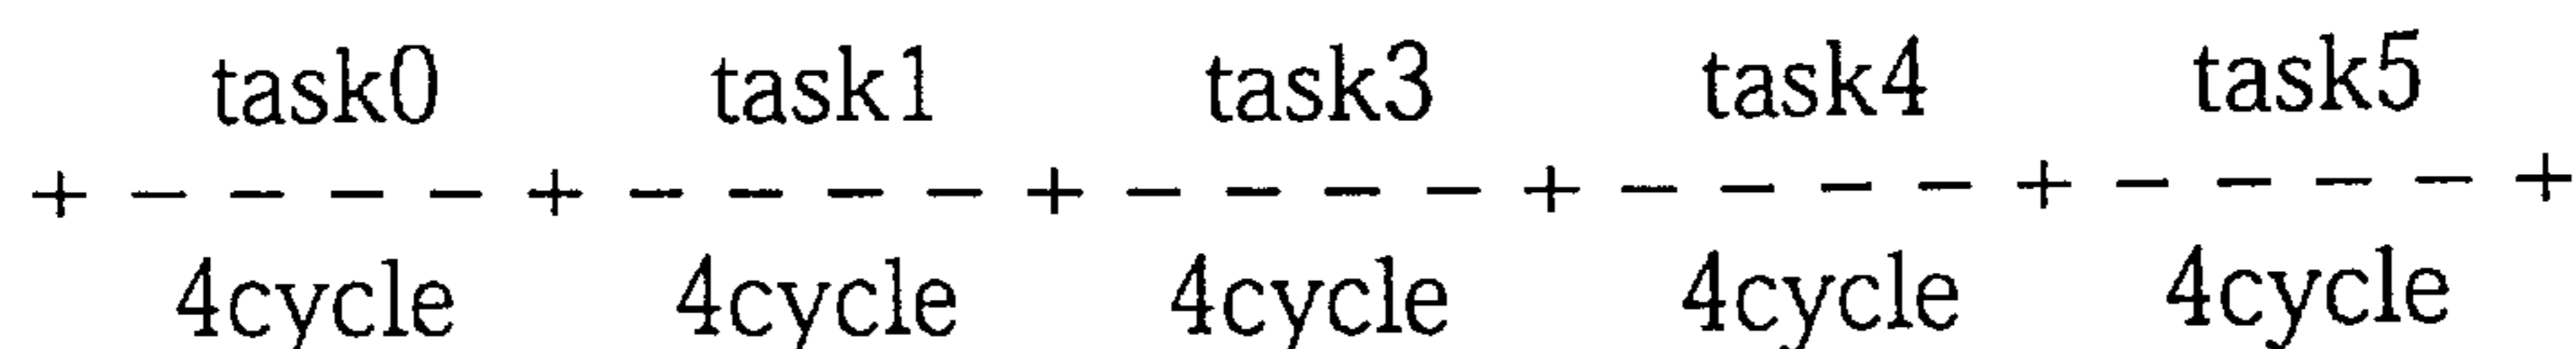 task0 task1 task3 task4 task5
+ − − − − + − − − − + − − − − + − − − − + − − − − +
4cycle 4cycle 4cycle 4cycle 4cycle